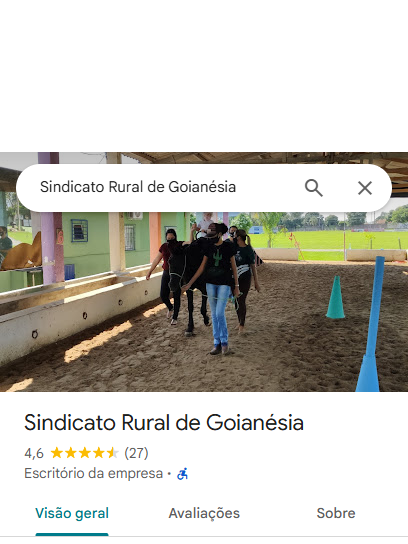 Sindicato Rural de Goianésia
Sindicato Rural de Goianésia
4,6 (27)
Escritório da empresa ·
Visão geral Avaliações Sobre